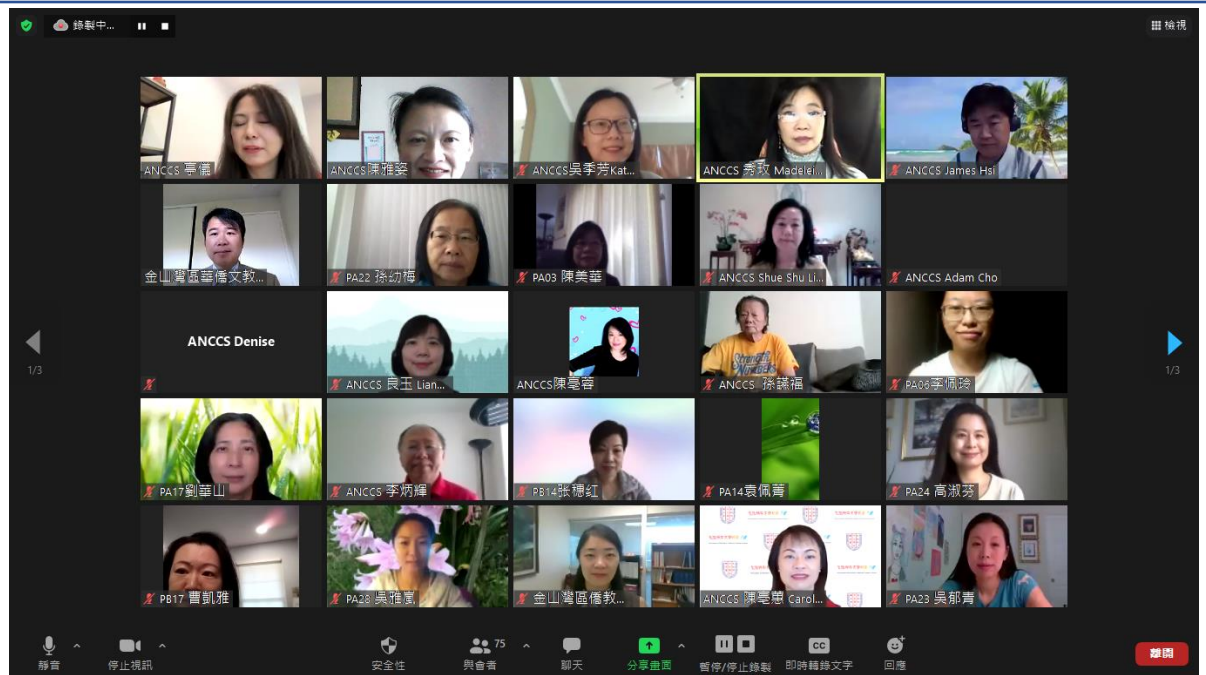 錄製中...
檢視
ANCCS 亭儀
ANCCS陳雅姿
ANCCS吳季芳Kat...
ANCCS 秀玫 Madelei...
ANCCS James Hsi
金山灣區華僑文教...
PA22 孫幼梅
PA03 陳美華
ANCCS Shue Shu Li...
ANCCS Adam Cho
ANCCS Denise
ANCCS 良玉 Lian...
ANCCS陳亳蓉
ANCCS 孫議福
PA06李佩玲
PA17劉華山
ANCCS 李炳輝
PB14張穗紅
PA14袁佩菁
PA24 高淑芬
PB17 曹凱雅
PA28 吳雅嵐
金山灣區僑教...
ANCCS 陳亳蕙 Carol...
PA23 吳郁青
1/3
1/3
靜音
停止視訊
安全性
75
與會者
聊天
分享畫面
暫停/停止錄製
CC
即時轉錄文字
回應
離開